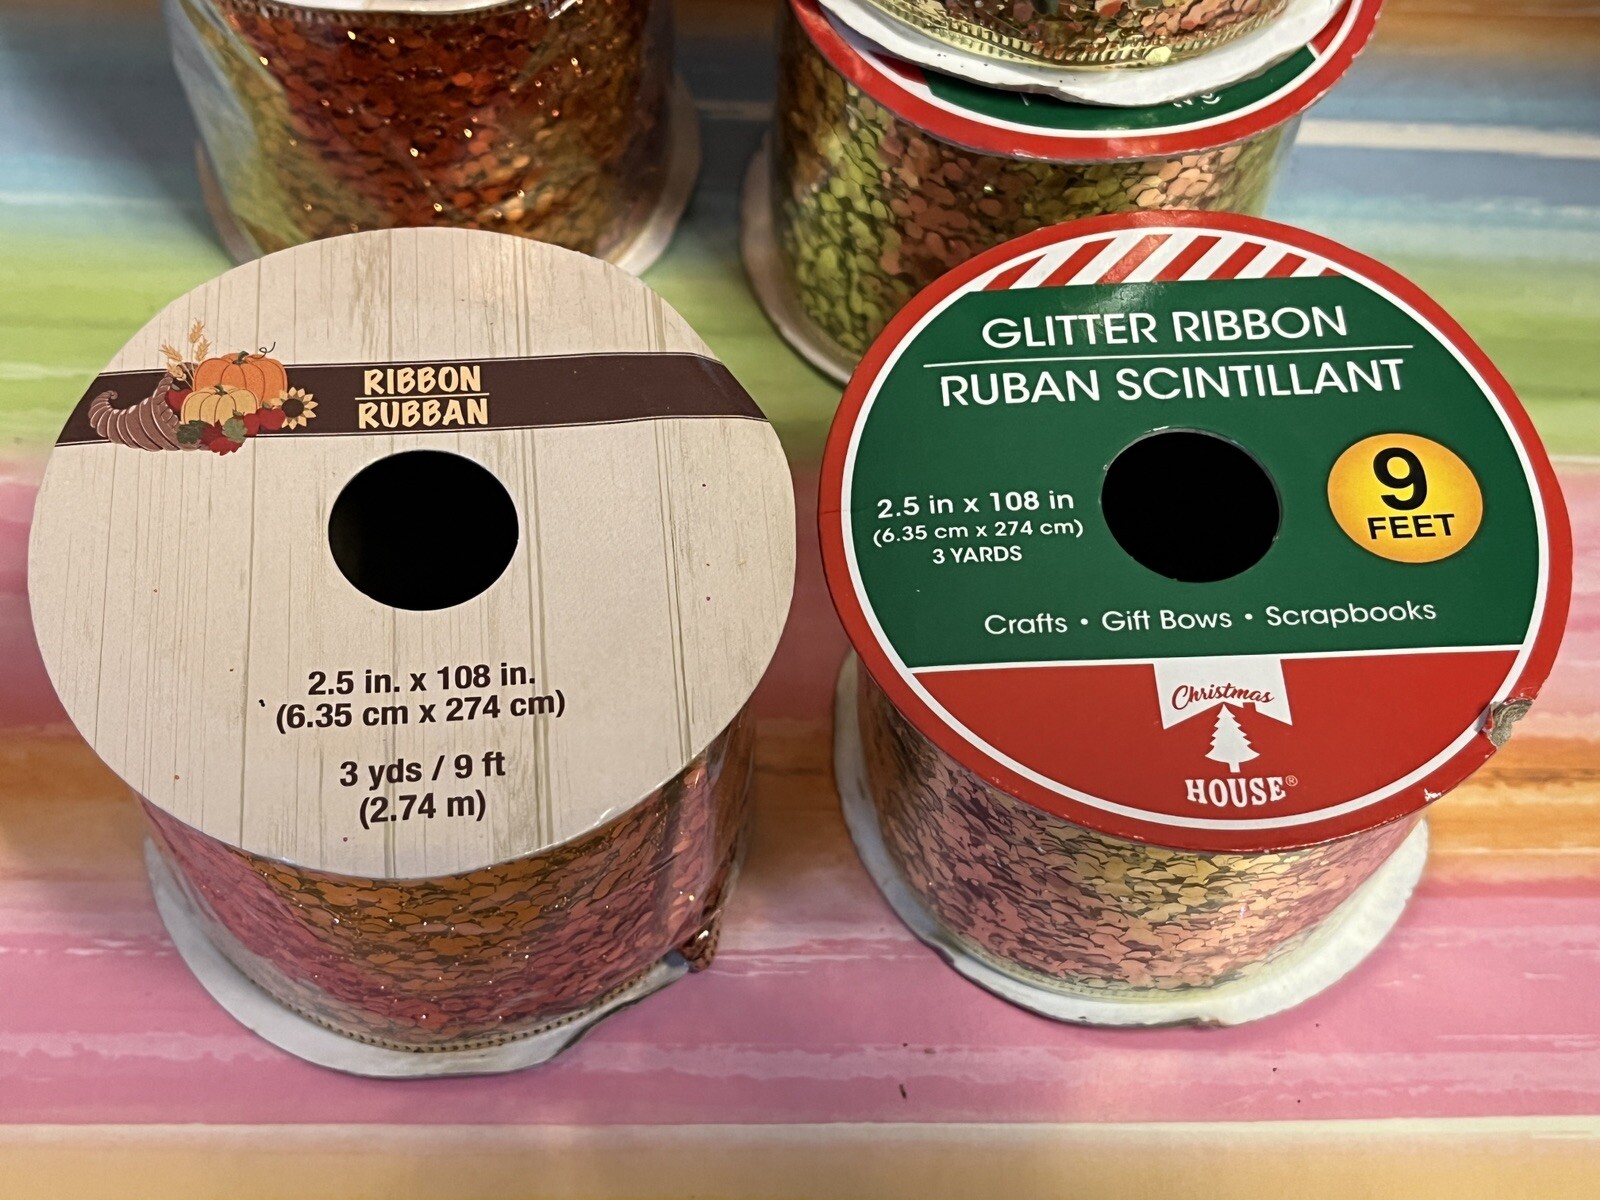 RIBBON
RUBBAN
2.5 in. x 108 in.
(6.35 cm x 274 cm)
3 yds / 9 ft
(2.74 m)
GLITTER RIBBON
RUBAN SCINTILLANT
2.5 in x 108 in
(6.35 cm x 274 cm)
3 YARDS
9
FEET
Crafts • Gift Bows • Scrapbooks
Christmas
HOUSE®